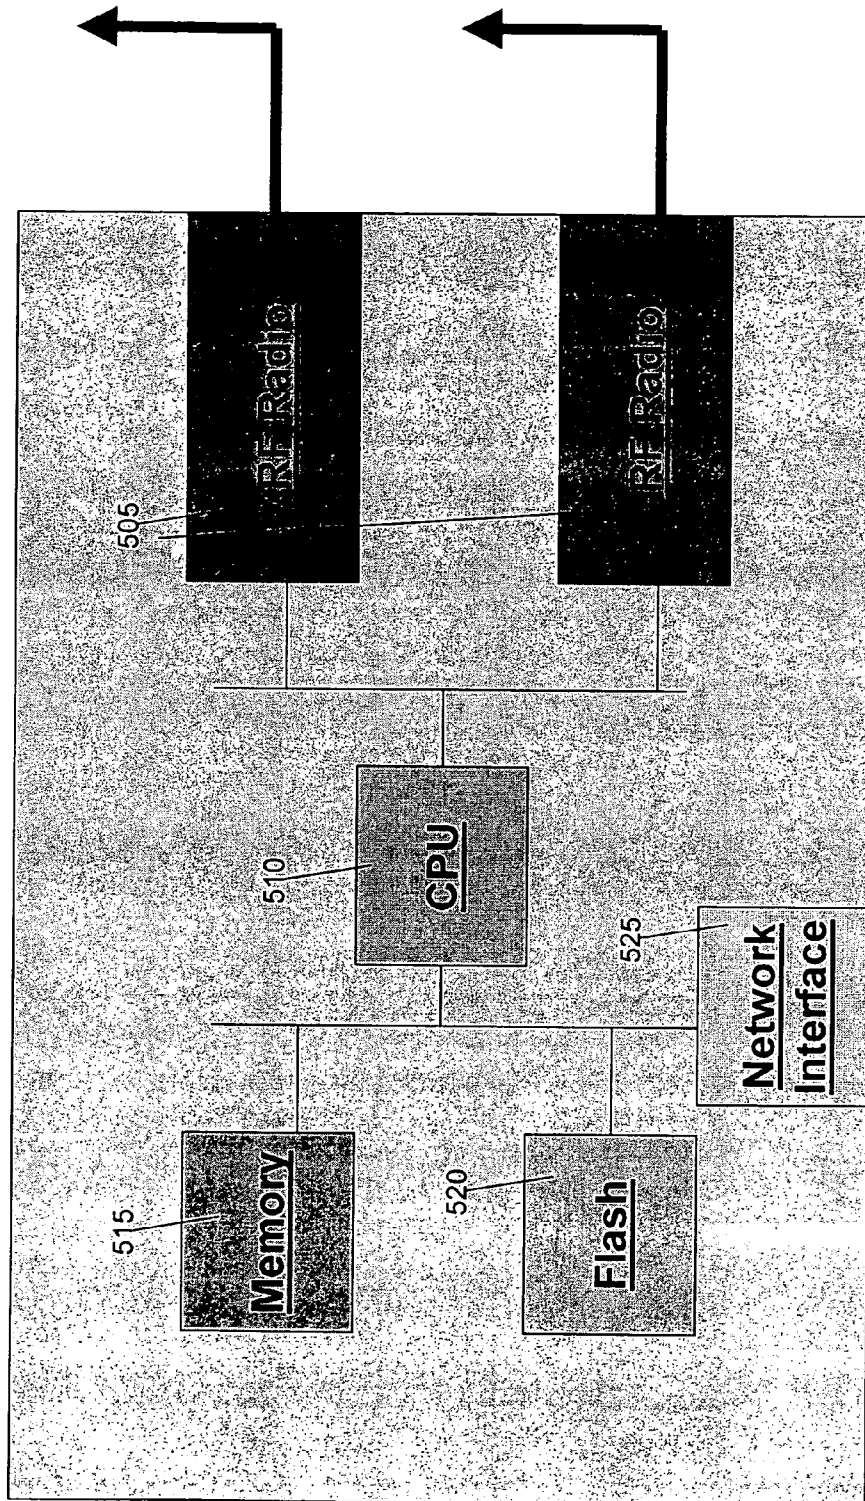 515
Memory
520
Flash
525
Network
Interface
510
CPU
505
RF Radio
RF Radio